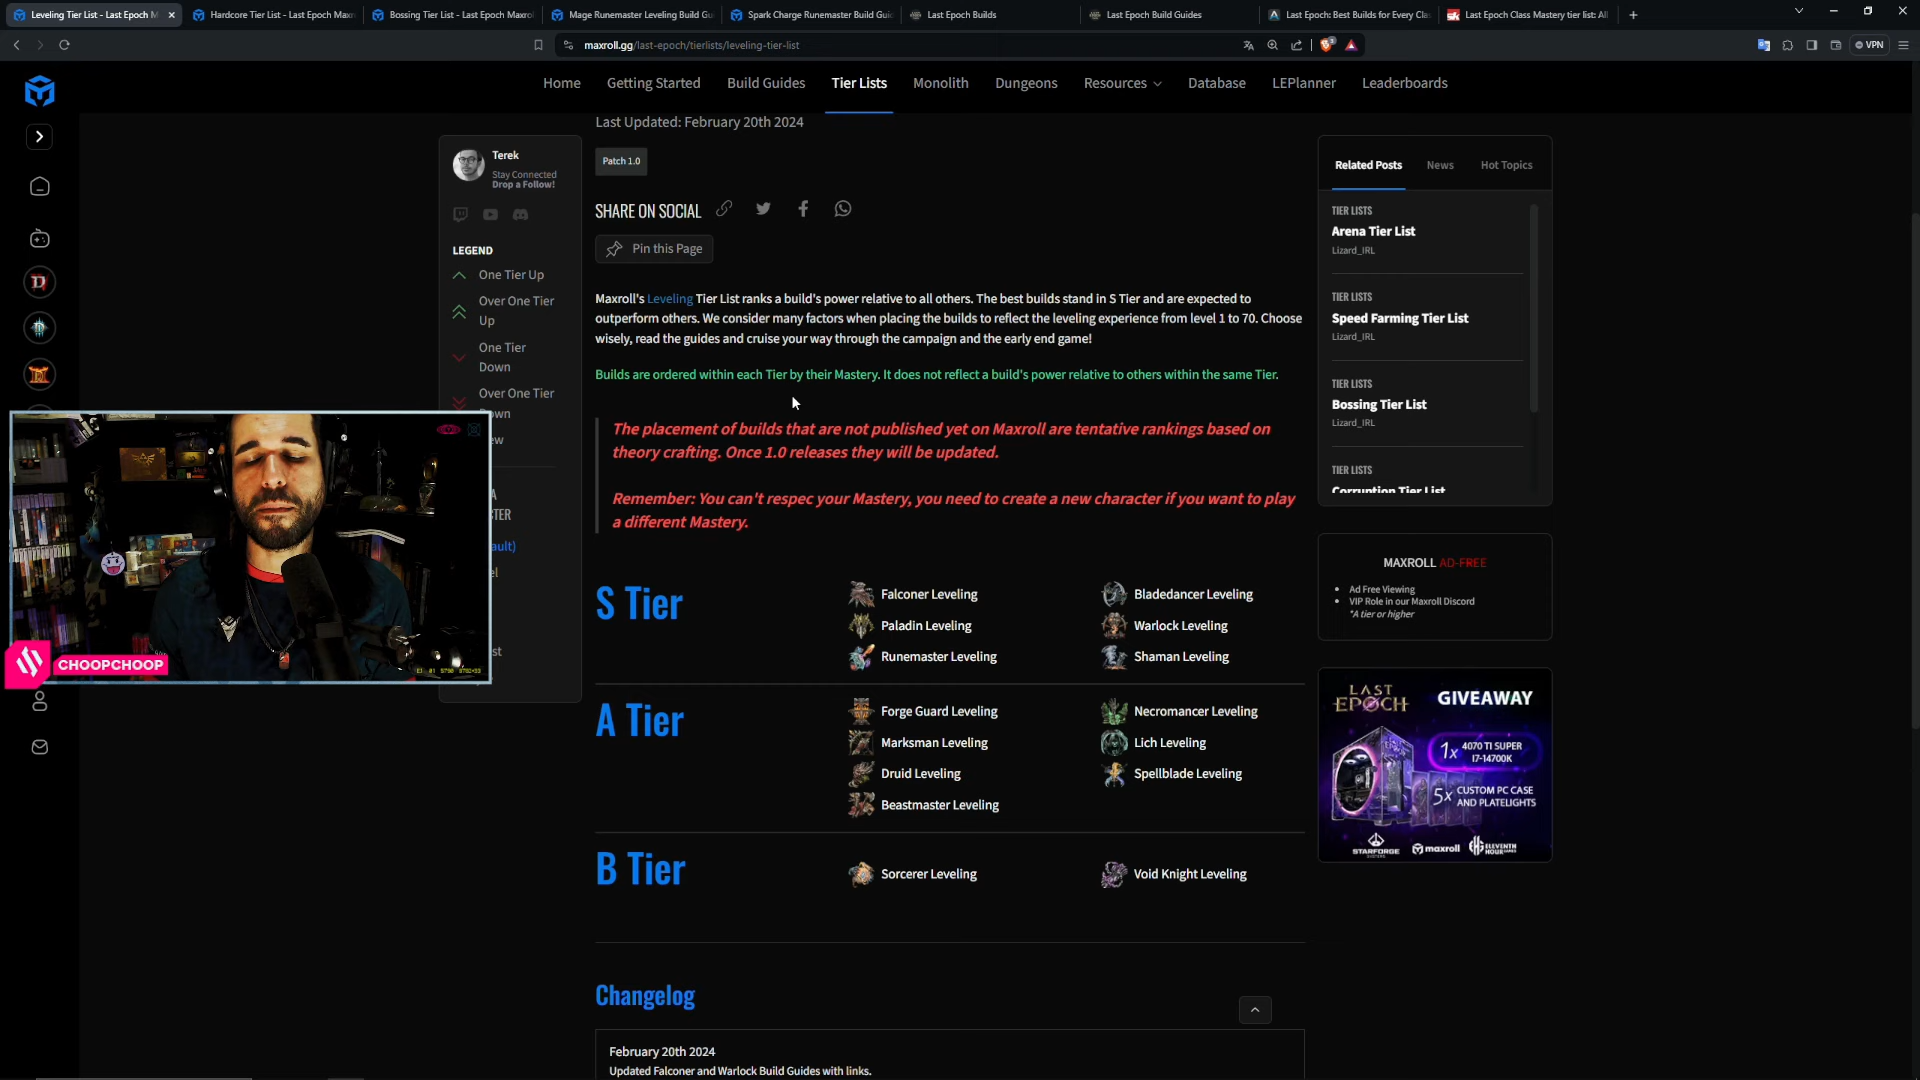 Leveling Tier List - Last Epoch M
Hardcore Tier List - Last Epoch Maxr
Bossing Tier List - Last Epoch Maxrol
Mage Runemaster Leveling Build Gu
Spark Charge Runemaster Build Guid
Last Epoch Builds
Last Epoch Build Guides
Last Epoch: Best Builds for Every Cla
Last Epoch Class Mastery tier list: All
maxroll.gg/last-epoch/tierlists/leveling-tier-list
VPN
Home
Getting Started
Build Guides
Tier Lists
Monolith
Dungeons
Resources
Database
LEPlanner
Leaderboards
Last Updated: February 20th 2024
Patch 1.0
Terek
Stay Connected
Drop a Follow!
LEGEND
One Tier Up
Over One Tier
Up
One Tier
Down
Over One Tier
SHARE ON SOCIAL
Pin this Page
Maxroll's Leveling Tier List ranks a build's power relative to all others. The best builds stand in S Tier and are expected to
outperform others. We consider many factors when placing the builds to reflect the leveling experience from level 1 to 70. Choose
wisely, read the guides and cruise your way through the campaign and the early end game!
Builds are ordered within each Tier by their Mastery. It does not reflect a build's power relative to others within the same Tier.
The placement of builds that are not published yet on Maxroll are tentative rankings based on
theory crafting. Once 1.0 releases they will be updated.
Remember: You can't respec your Mastery, you need to create a new character if you want to play
a different Mastery.
S Tier
Falconer Leveling
Bladedancer Leveling
Paladin Leveling
Warlock Leveling
Runemaster Leveling
Shaman Leveling
A Tier
Forge Guard Leveling
Necromancer Leveling
Marksman Leveling
Lich Leveling
Druid Leveling
Spellblade Leveling
Beastmaster Leveling
B Tier
Sorcerer Leveling
Void Knight Leveling
Changelog
February 20th 2024
Updated Falconer and Warlock Build Guides with links.
Related Posts
News
Hot Topics
TIER LISTS
Arena Tier List
Lizard_IRL
TIER LISTS
Speed Farming Tier List
Lizard_IRL
TIER LISTS
Bossing Tier List
Lizard_IRL
TIER LISTS
Corruption Tier List
MAXROLL AD-FREE
Ad Free Viewing
VIP Role in our Maxroll Discord
*A tier or higher
LAST
EPOCH
GIVEAWAY
1x 4070 TI SUPER
I7-14700K
5x CUSTOM PC CASE
AND PLATELIGHTS
STARFORGE
SYSTEMS
maxroll
ELEVENTH
HOUR GAMES
CHOOPCHOOP